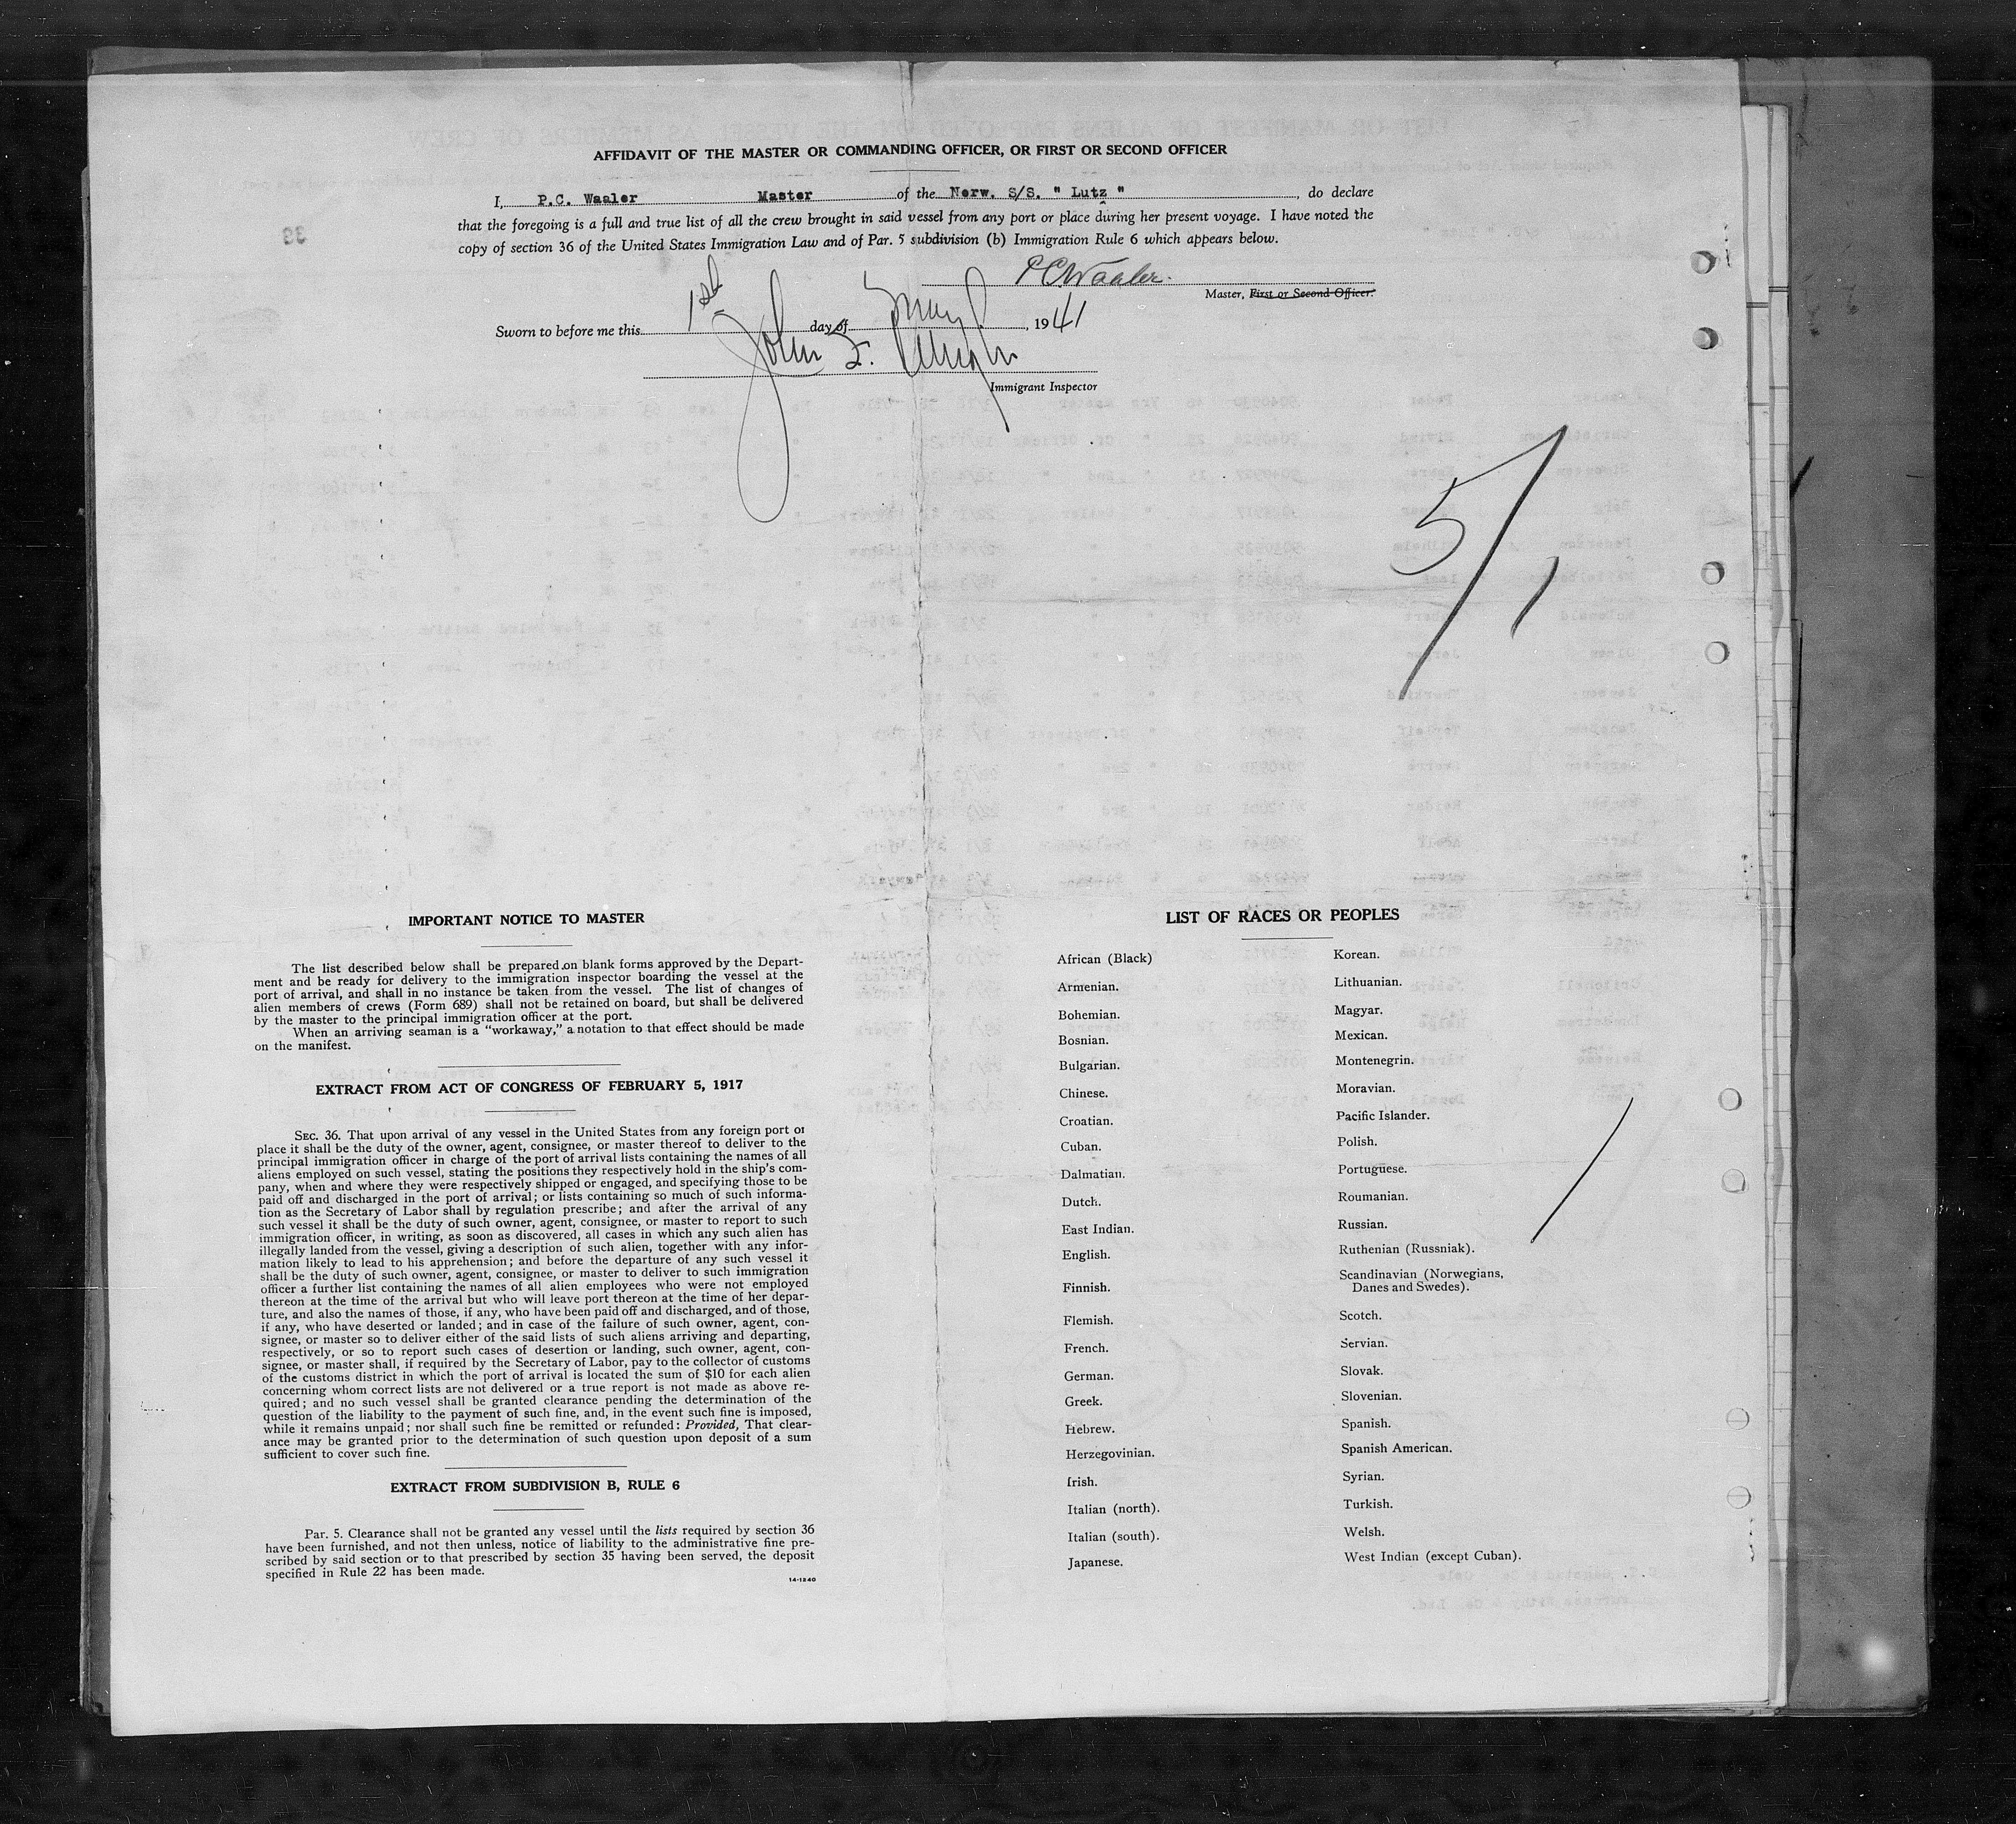 AFFIDAVIT OF THE MASTER OR COMMANDING OFFICER, OR FIRST OR SECOND OFFICER
I, P.C. Waaler Master of the Norw. S/S. " Lutz " , do declare
that the foregoing is a full and true list of all the crew brought in said vessel from any port or place during her present voyage. I have noted the
copy of section 36 of the United States Immigration Law and of Par. 5 subdivision (b) Immigration Rule 6 which appears below.
P.C. Waaler.
Master, First or Second Officer.
Sworn to before me this 1st day of May , 1941
John F.
Immigrant Inspector
5/1
IMPORTANT NOTICE TO MASTER
The list described below shall be prepared on blank forms approved by the Depart-
ment and be ready for delivery to the immigration inspector boarding the vessel at the
port of arrival, and shall in no instance be taken from the vessel. The list of changes of
alien members of crews (Form 689) shall not be retained on board, but shall be delivered
by the master to the principal immigration officer at the port.
When an arriving seaman is a "workaway," a notation to that effect should be made
on the manifest.
EXTRACT FROM ACT OF CONGRESS OF FEBRUARY 5, 1917
SEC. 36. That upon arrival of any vessel in the United States from any foreign port or
place it shall be the duty of the owner, agent, consignee, or master thereof to deliver to the
principal immigration officer in charge of the port of arrival lists containing the names of all
aliens employed on such vessel, stating the positions they respectively hold in the ship's com-
pany, when and where they were respectively shipped or engaged, and specifying those to be
paid off and discharged in the port of arrival; or lists containing so much of such informa-
tion as the Secretary of Labor shall by regulation prescribe; and after the arrival of any
such vessel it shall be the duty of such owner, agent, consignee, or master to report to such
immigration officer, in writing, as soon as discovered, all cases in which any such alien has
illegally landed from the vessel, giving a description of such alien, together with any infor-
mation likely to lead to his apprehension; and before the departure of any such vessel it
shall be the duty of such owner, agent, consignee, or master to deliver to such immigration
officer a further list containing the names of all alien employees who were not employed
thereon at the time of the arrival but who will leave port thereon at the time of her depar-
ture, and also the names of those, if any, who have been paid off and discharged, and of those,
if any, who have deserted or landed; and in case of the failure of such owner, agent, con-
signee, or master so to deliver either of the said lists of such aliens arriving and departing,
respectively, or so to report such cases of desertion or landing, such owner, agent, con-
signee, or master shall, if required by the Secretary of Labor, pay to the collector of customs
of the customs district in which the port of arrival is located the sum of $10 for each alien
concerning whom correct lists are not delivered or a true report is not made as above re-
quired; and no such vessel shall be granted clearance pending the determination of the
question of the liability to the payment of such fine, and, in the event such fine is imposed,
while it remains unpaid; nor shall such fine be remitted or refunded: Provided, That clear-
ance may be granted prior to the determination of such question upon deposit of a sum
sufficient to cover such fine.
EXTRACT FROM SUBDIVISION B, RULE 6
Par. 5. Clearance shall not be granted any vessel until the lists required by section 36
have been furnished, and not then unless, notice of liability to the administrative fine pre-
scribed by said section or to that prescribed by section 35 having been served, the deposit
specified in Rule 22 has been made.
14-1240
LIST OF RACES OR PEOPLES
African (Black)
Armenian.
Bohemian.
Bosnian.
Bulgarian.
Chinese.
Croatian.
Cuban.
Dalmatian.
Dutch.
East Indian.
English.
Finnish.
Flemish.
French.
German.
Greek.
Hebrew.
Herzegovinian.
Irish.
Italian (north).
Italian (south).
Japanese.
Korean.
Lithuanian.
Magyar.
Mexican.
Montenegrin.
Moravian.
Pacific Islander.
Polish.
Portuguese.
Roumanian.
Russian.
Ruthenian (Russniak).
Scandinavian (Norwegians,
Danes and Swedes).
Scotch.
Servian.
Slovak.
Slovenian.
Spanish.
Spanish American.
Syrian.
Turkish.
Welsh.
West Indian (except Cuban).